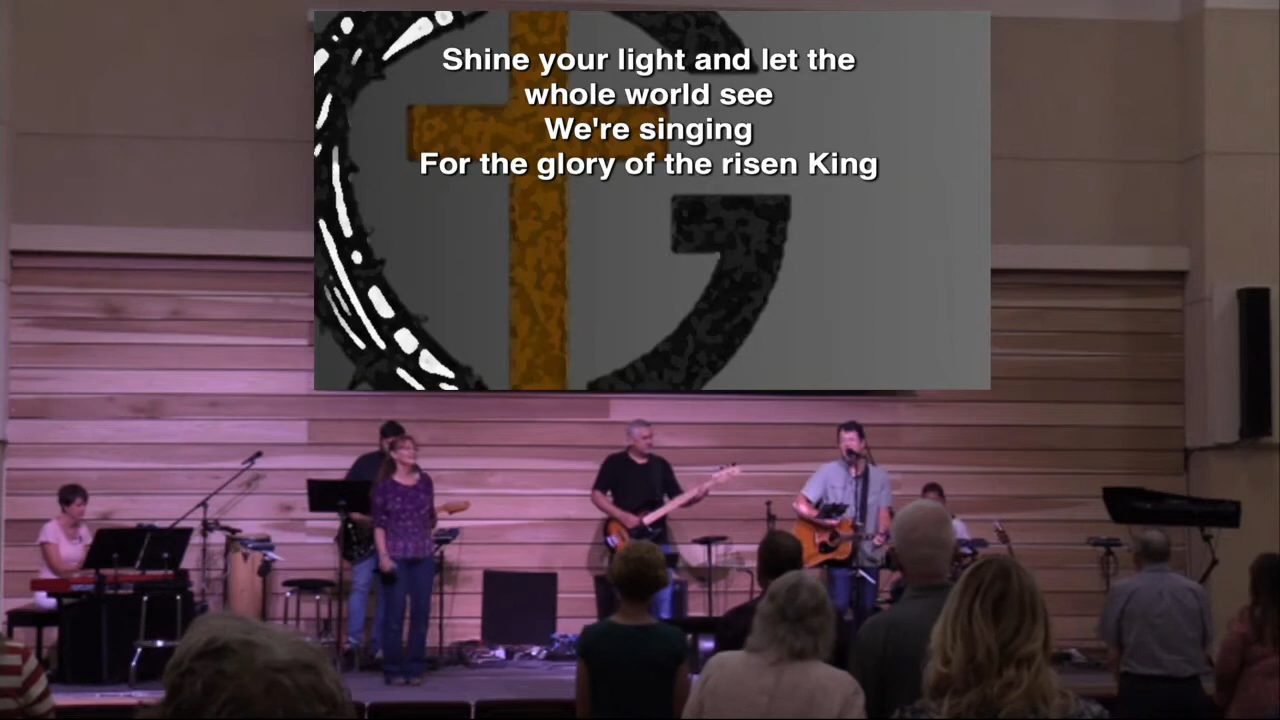 Shine your light and let the
whole world see
We're singing
For the glory of the risen King